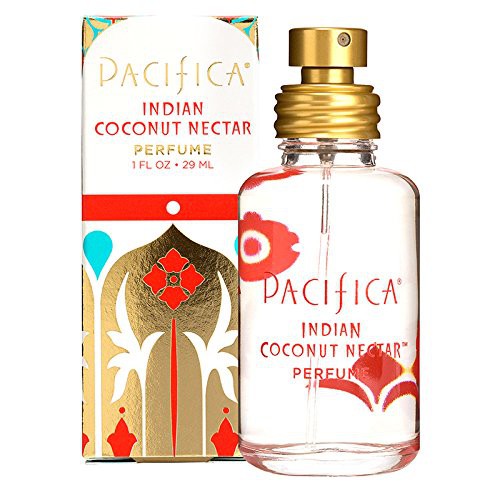 PACIFICA®
INDIAN
COCONUT NECTAR
PERFUME
1 FL OZ • 29 ML
PACIFICA®
INDIAN
COCONUT NECTAR™
PERFUME